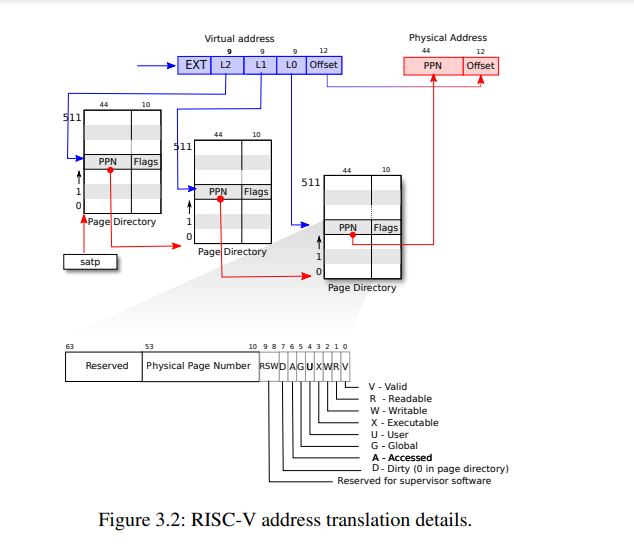 Virtual address
Physical Address
9 9 9 12
44 12
EXT L2 L1 L0 Offset
PPN Offset
44 10
511
PPN Flags
1
0
Page Directory
satp
44 10
511
PPN Flags
1
0
Page Directory
44 10
511
PPN Flags
1
0
Page Directory
63 53 10 9 8 7 6 5 4 3 2 1 0
Reserved Physical Page Number RSW D A G U X W R V
V - Valid
R - Readable
W - Writable
X - Executable
U - User
G - Global
A - Accessed
D - Dirty (0 in page directory)
Reserved for supervisor software
Figure 3.2: RISC-V address translation details.